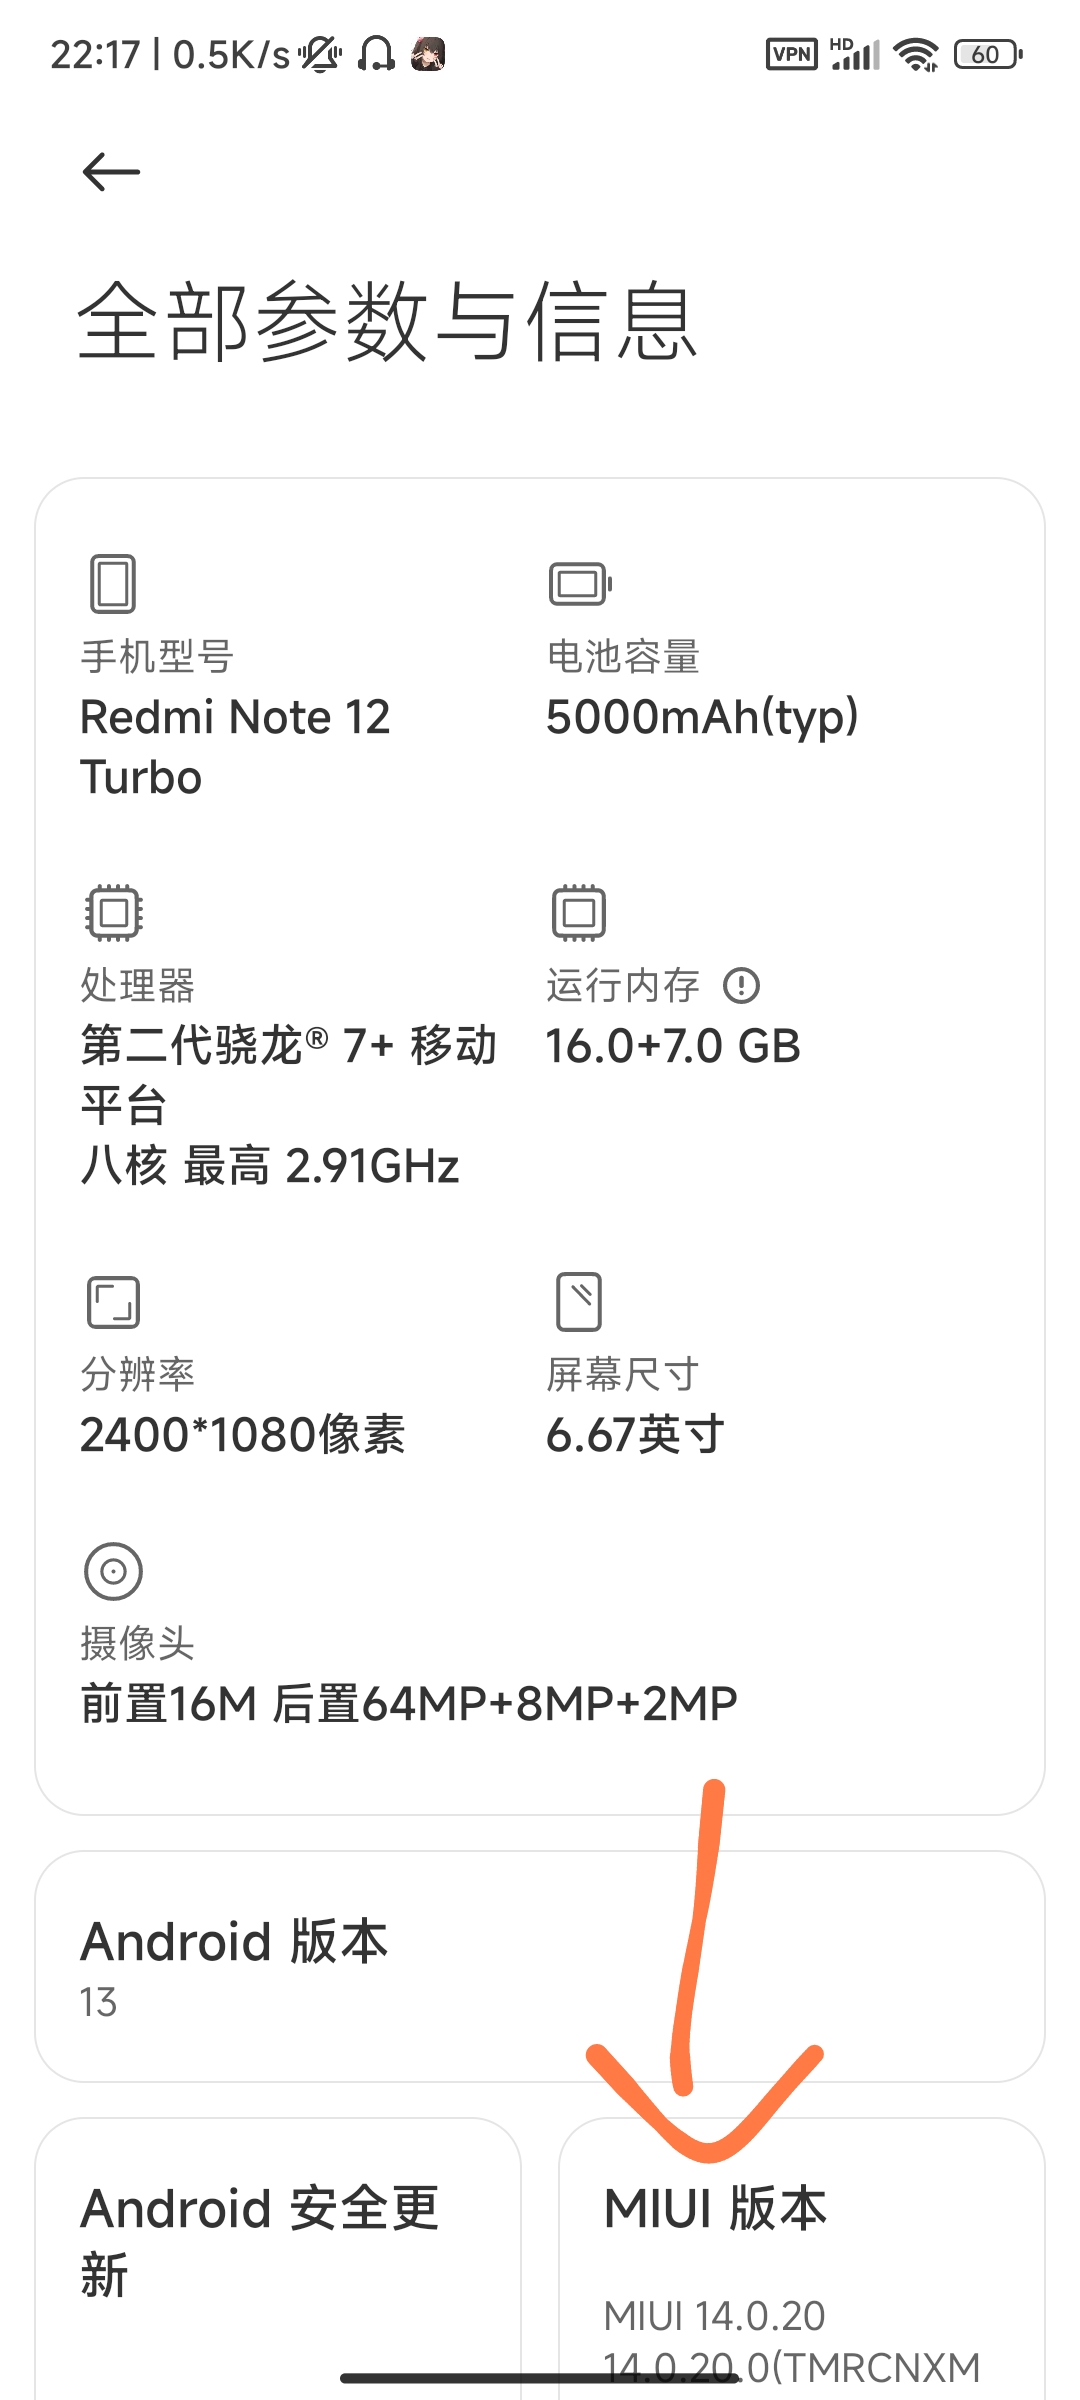 22:17 | 0.5K/s
VPN HD 60
全部参数与信息
手机型号
Redmi Note 12
Turbo
电池容量
5000mAh(typ)
处理器
第二代骁龙® 7+ 移动
平台
八核 最高 2.91GHz
运行内存
16.0+7.0 GB
分辨率
2400*1080像素
屏幕尺寸
6.67英寸
摄像头
前置16M 后置64MP+8MP+2MP
Android 版本
13
Android 安全更
新
MIUI 版本
MIUI 14.0.20
14.0.20.0(TMRCNXM